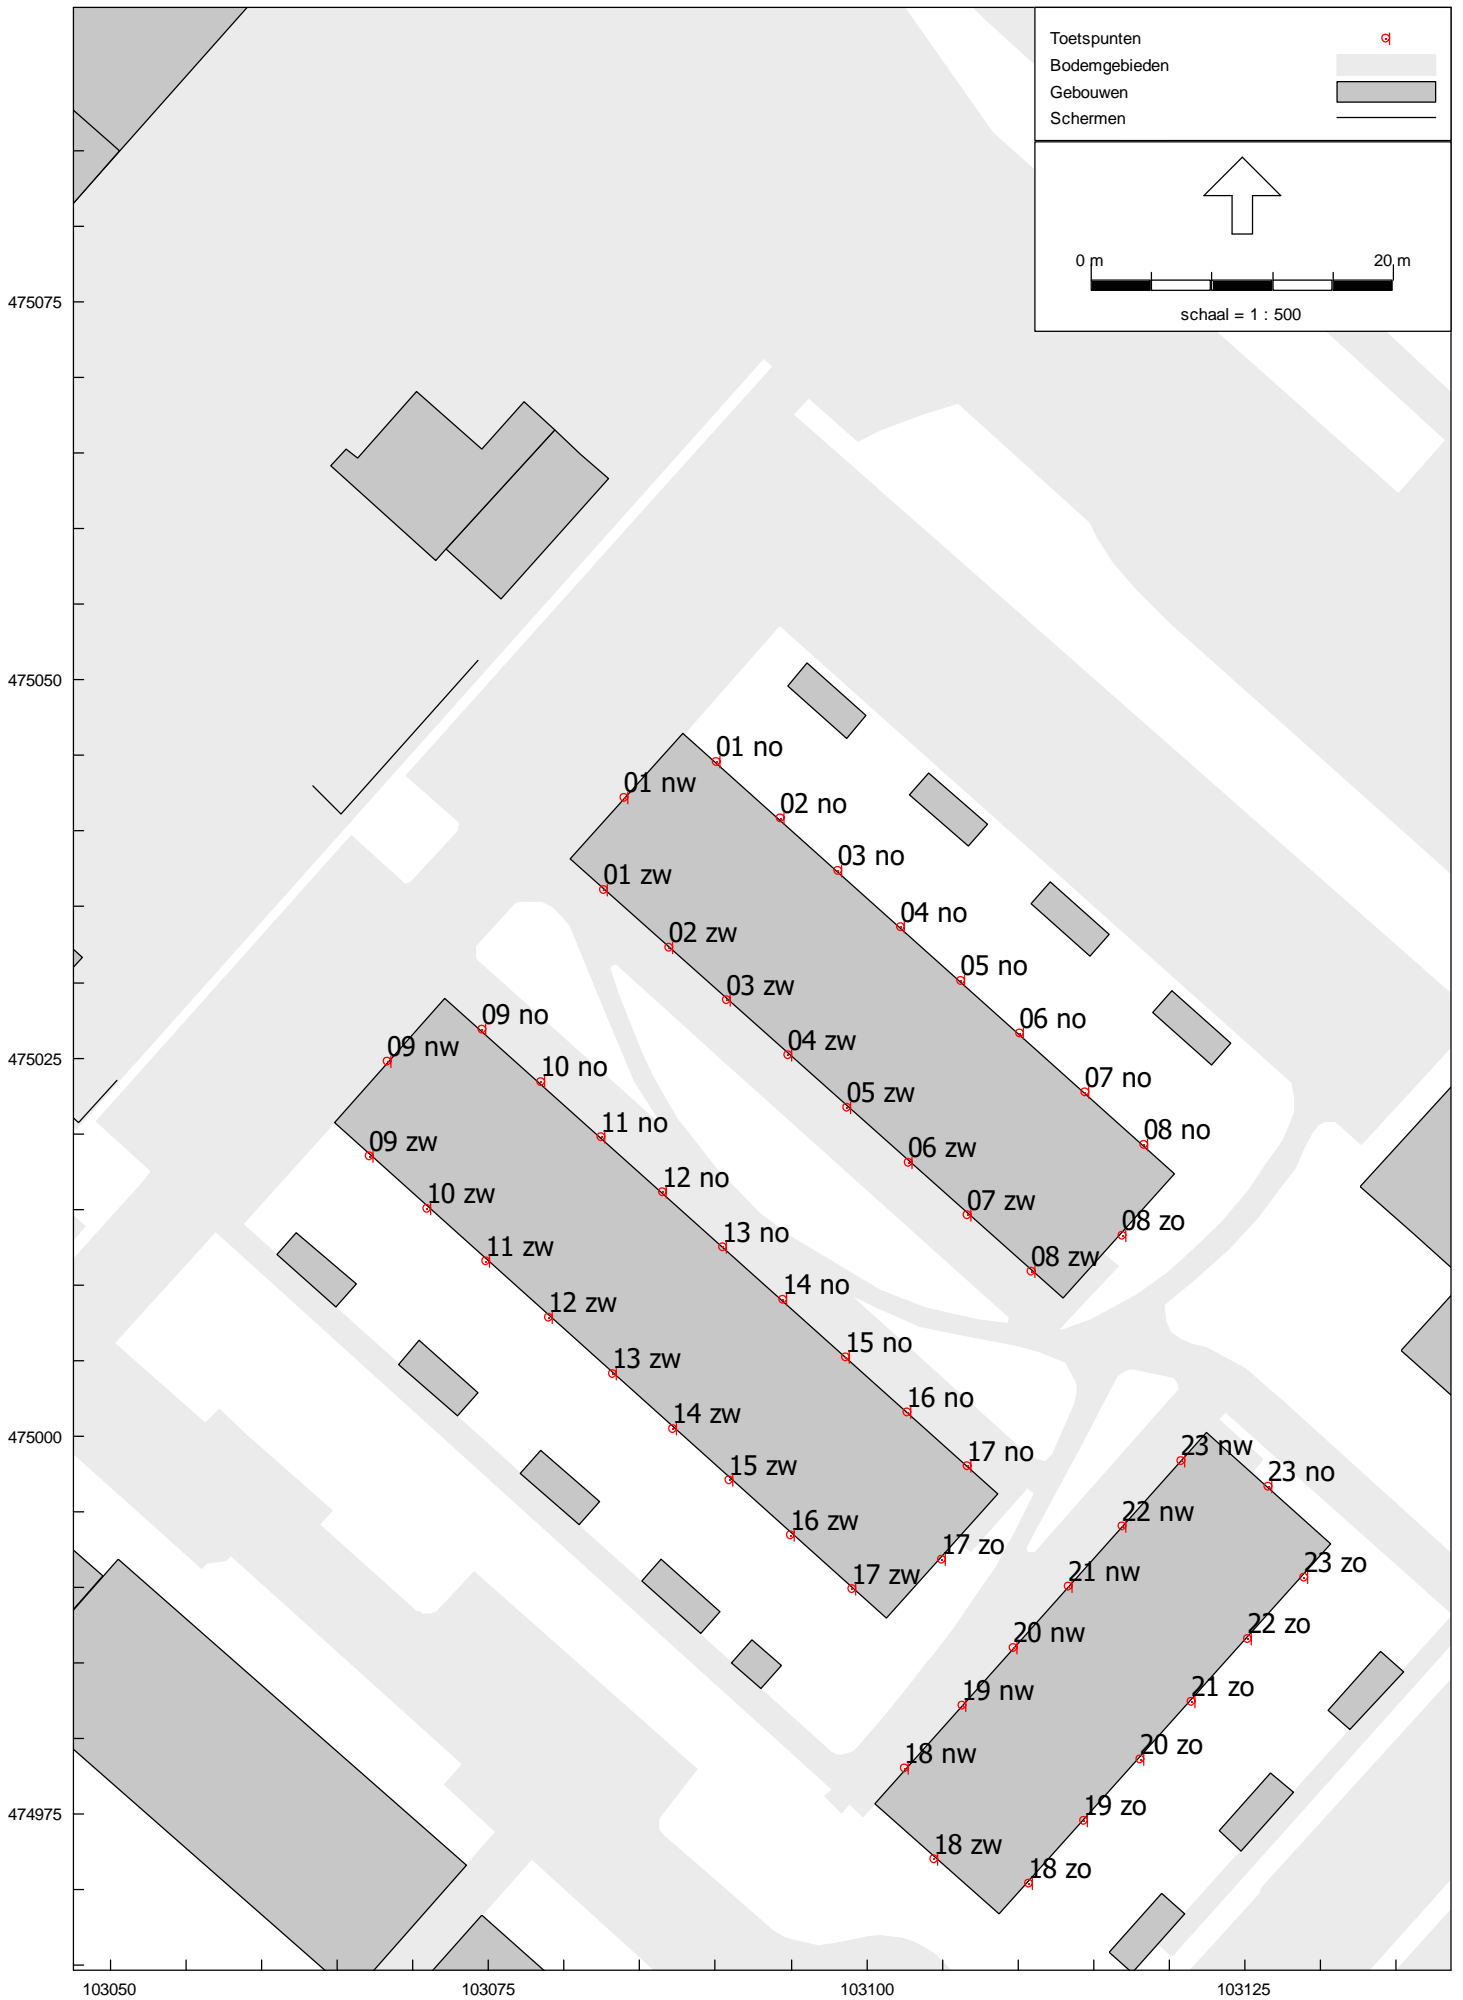 Toetspunten
Bodemgebieden
Gebouwen
Schermen
0 m 20 m
schaal = 1 : 500
475075
475050
475025
475000
474975
01 no
01 nw
02 no
03 no
01 zw
04 no
02 zw
05 no
03 zw
06 no
04 zw
07 no
05 zw
08 no
06 zw
07 zw
08 zo
08 zw
09 no
09 nw
10 no
11 no
09 zw
12 no
10 zw
13 no
11 zw
14 no
12 zw
15 no
13 zw
16 no
14 zw
17 no
15 zw
16 zw
17 zo
17 zw
23 nw
23 no
22 nw
23 zo
21 nw
22 zo
20 nw
21 zo
19 nw
20 zo
18 nw
19 zo
18 zw
18 zo
103050 103075 103100 103125